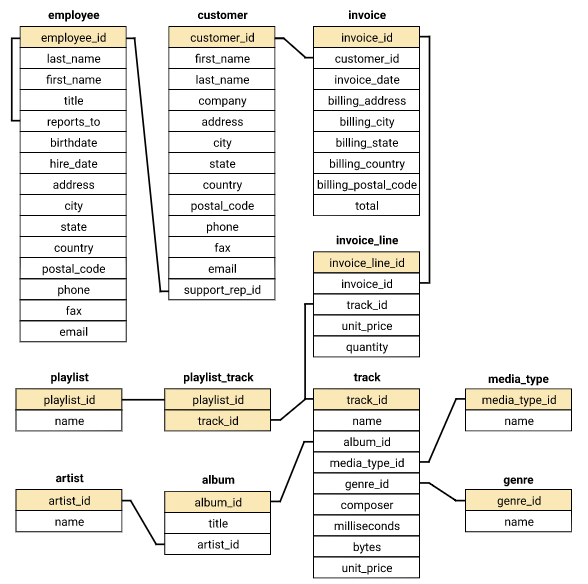 employee
employee_id
last_name
first_name
title
reports_to
birthdate
hire_date
address
city
state
country
postal_code
phone
fax
email
customer
customer_id
first_name
last_name
company
address
city
state
country
postal_code
phone
fax
email
support_rep_id
invoice
invoice_id
customer_id
invoice_date
billing_address
billing_city
billing_state
billing_country
billing_postal_code
total
invoice_line
invoice_line_id
invoice_id
track_id
unit_price
quantity
playlist
playlist_id
name
playlist_track
playlist_id
track_id
track
track_id
name
album_id
media_type_id
genre_id
composer
milliseconds
bytes
unit_price
media_type
media_type_id
name
artist
artist_id
name
album
album_id
title
artist_id
genre
genre_id
name